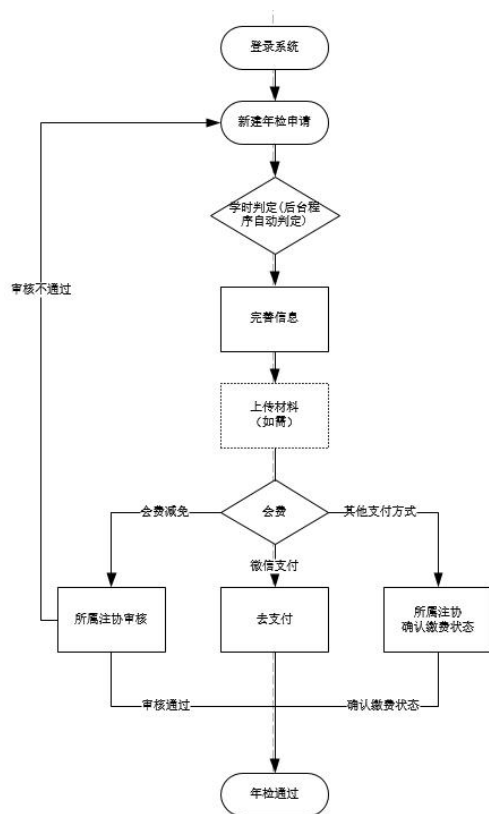 登录系统
新建年检申请
学时判定(后台程
序自动判定)
审核不通过
完善信息
上传材料
（如需）
会费减免
会费
其他支付方式
微信支付
所属注协审核
去支付
所属注协
确认缴费状态
审核通过
确认缴费状态
年检通过